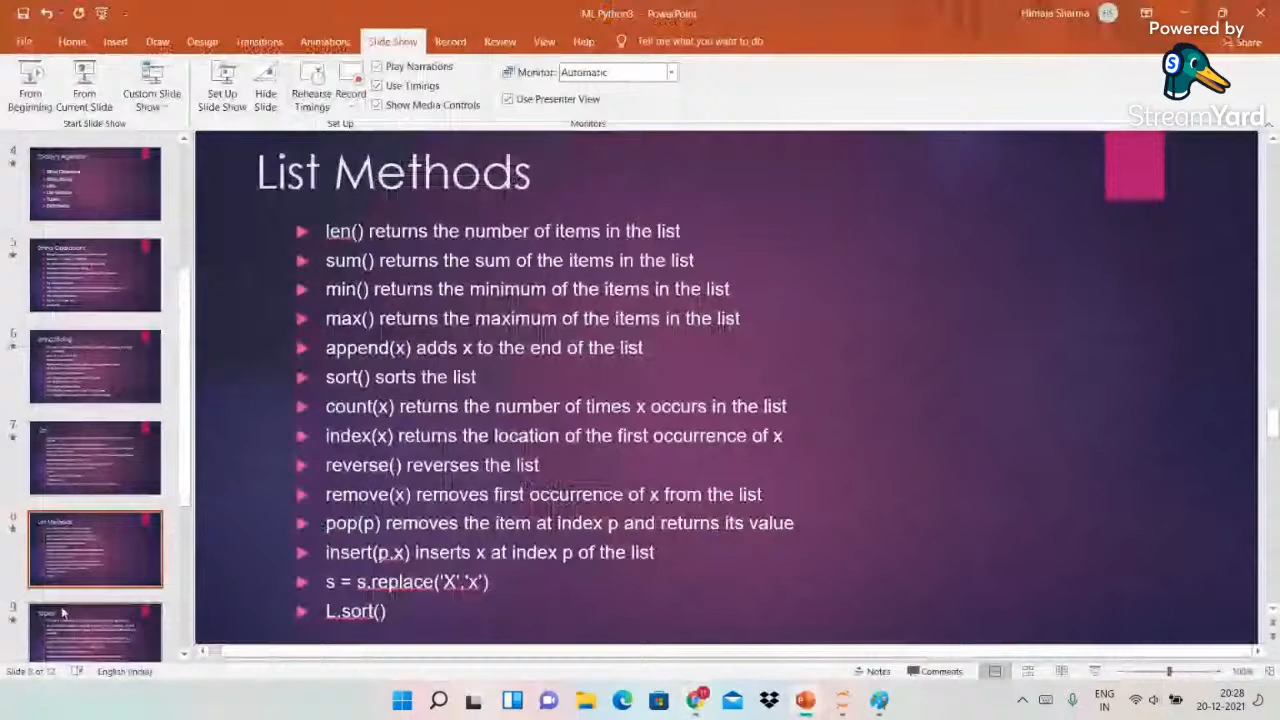 ML Python3 - PowerPoint
Himaja Sharma
HS
Powered by
StreamYard
File Home Insert Draw Design Transitions Animations Slide Show Record Review View Help Tell me what you want to do
Share
From Beginning
From Current Slide
Custom Slide Show
Set Up Slide Show
Hide Slide
Rehearse Timings
Record
Play Narrations
Use Timings
Show Media Controls
Monitor: Automatic
Use Presenter View
Start Slide Show
Set Up
Monitors
4
5
6
7
9
List Methods
len() returns the number of items in the list
sum() returns the sum of the items in the list
min() returns the minimum of the items in the list
max() returns the maximum of the items in the list
append(x) adds x to the end of the list
sort() sorts the list
count(x) returns the number of times x occurs in the list
index(x) returns the location of the first occurrence of x
reverse() reverses the list
remove(x) removes first occurrence of x from the list
pop(p) removes the item at index p and returns its value
insert(p,x) inserts x at index p of the list
s = s.replace('X','x')
L.sort()
English (India)
Notes
Comments
100%
ENG
IN
20:28
20-12-2021